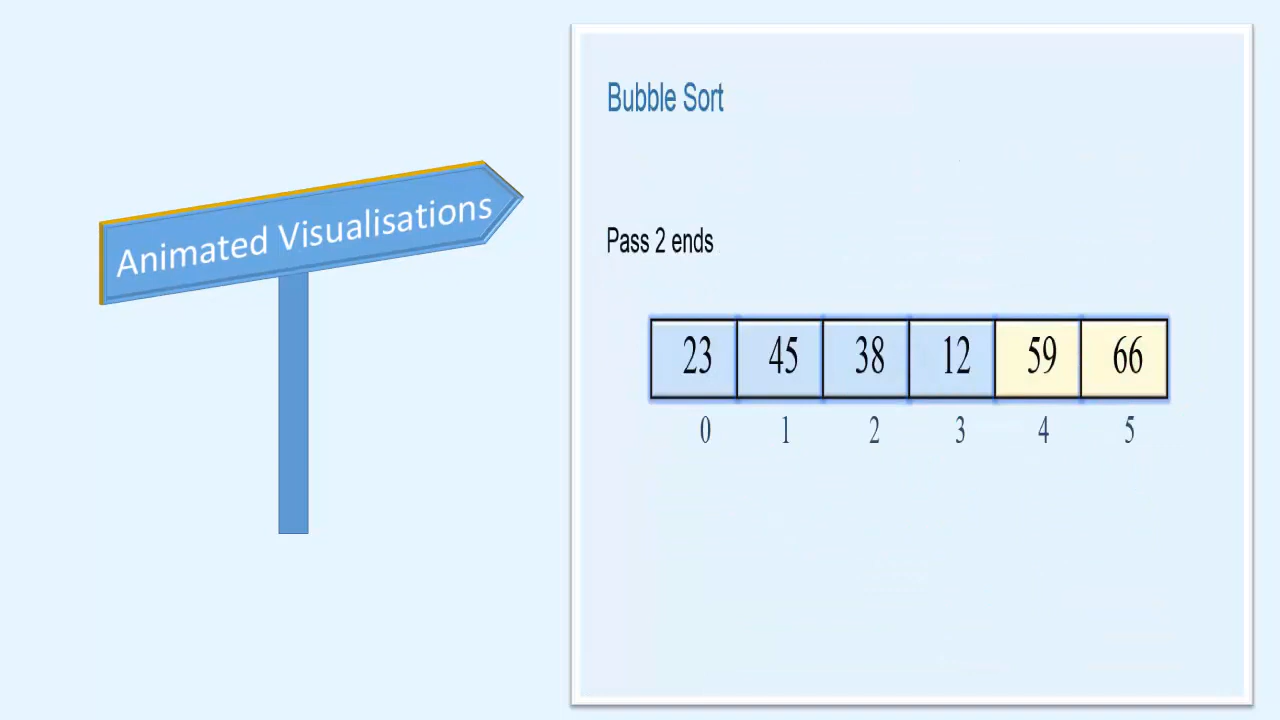 Animated Visualisations
Bubble Sort
Pass 2 ends
23 45 38 12 59 66
0 1 2 3 4 5